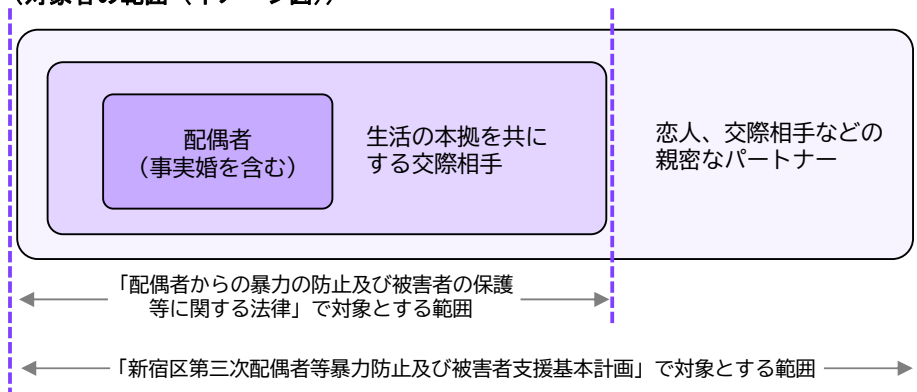 （対象者の範囲（イメージ図））
配偶者
（事実婚を含む）
生活の本拠を共に
する交際相手
恋人、交際相手などの
親密なパートナー
「配偶者からの暴力の防止及び被害者の保護
等に関する法律」で対象とする範囲
「新宿区第三次配偶者等暴力防止及び被害者支援基本計画」で対象とする範囲